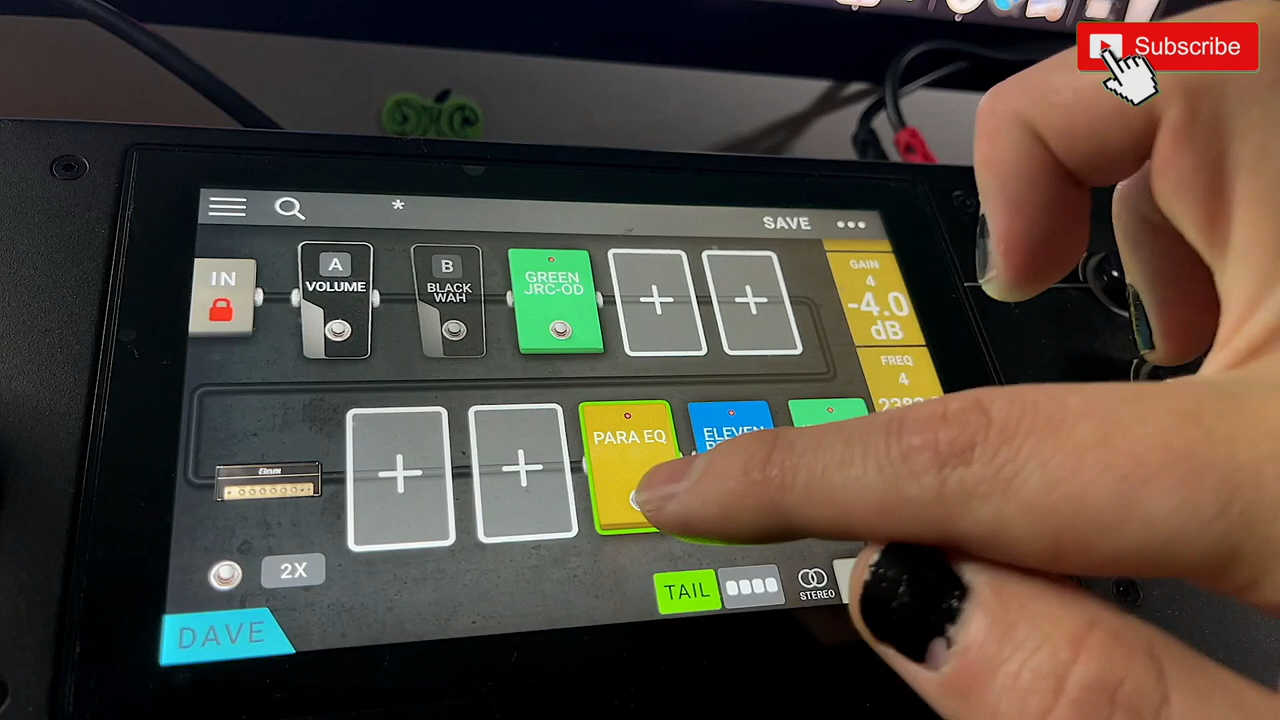 Subscribe
*
SAVE
IN
A
VOLUME
B
BLACK
WAH
GREEN
JRC-OD
GAIN
4
-4.0
dB
FREQ
4
PARA EQ
ELEVEN
2X
TAIL
STEREO
DAVE